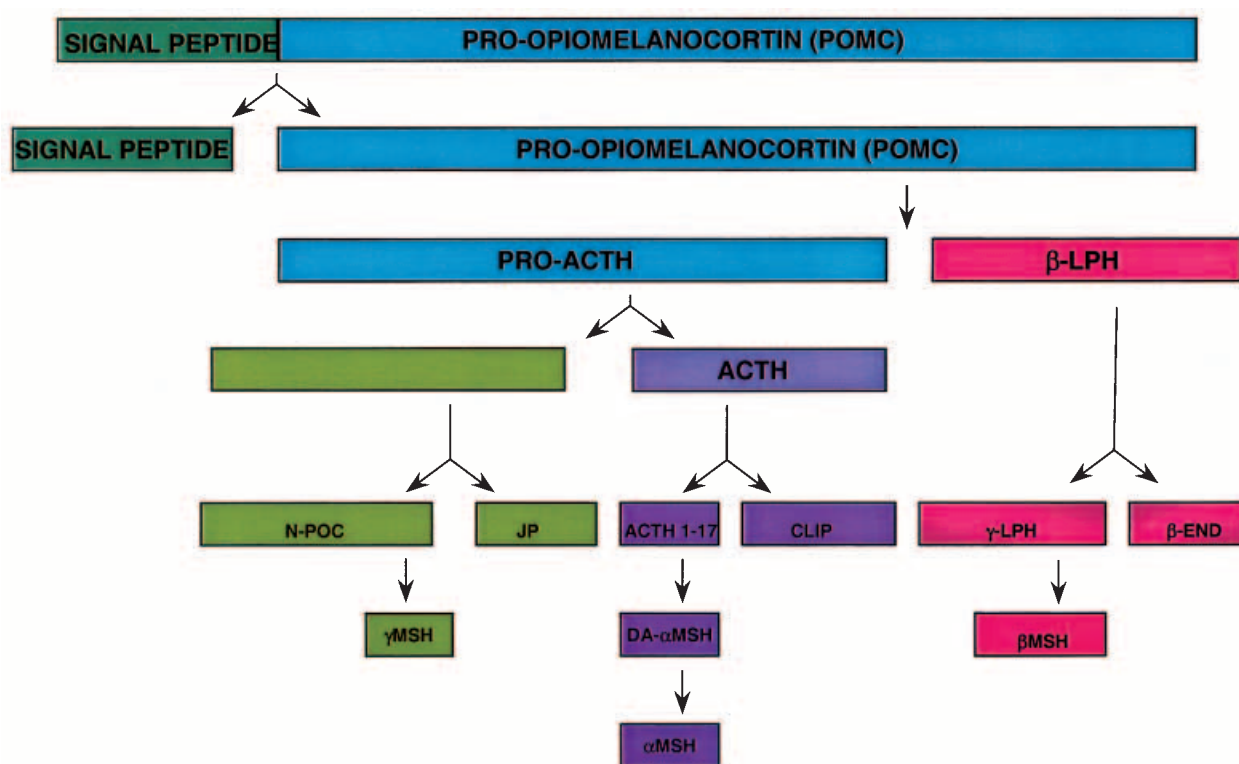 SIGNAL PEPTIDE
PRO-OPIOMELANOCORTIN (POMC)
SIGNAL PEPTIDE
PRO-OPIOMELANOCORTIN (POMC)
PRO-ACTH
β-LPH
ACTH
N-POC
JP
ACTH 1-17
CLIP
γ-LPH
β-END
γMSH
DA-αMSH
βMSH
αMSH